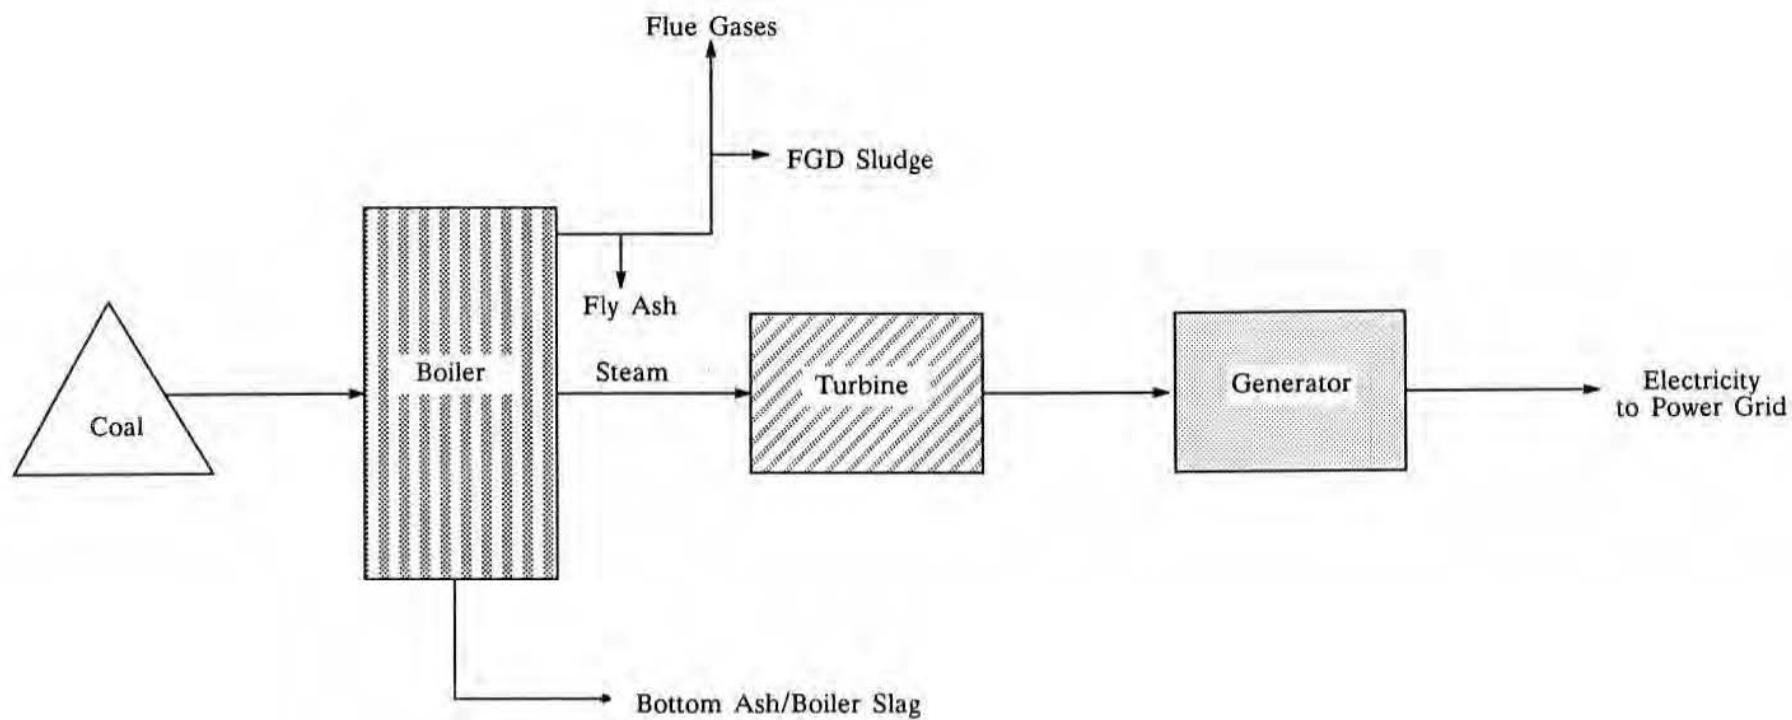 Flue Gases
FGD Sludge
Fly Ash
Coal
Boiler
Steam
Turbine
Generator
Electricity
to Power Grid
Bottom Ash/Boiler Slag